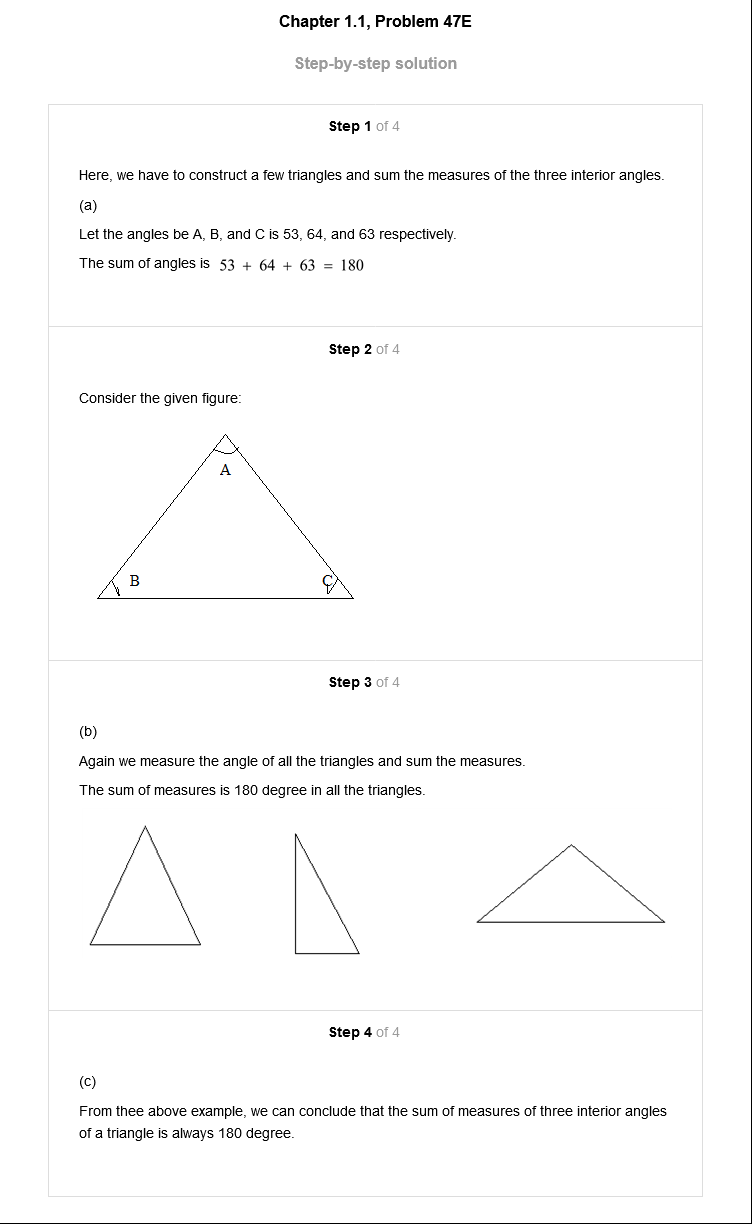 Chapter 1.1, Problem 47E
Step-by-step solution
Step 1 of 4
Here, we have to construct a few triangles and sum the measures of the three interior angles.
(a)
Let the angles be A, B, and C is 53, 64, and 63 respectively.
The sum of angles is 53 + 64 + 63 = 180
Step 2 of 4
Consider the given figure:
A
B
C
Step 3 of 4
(b)
Again we measure the angle of all the triangles and sum the measures.
The sum of measures is 180 degree in all the triangles.
Step 4 of 4
(c)
From thee above example, we can conclude that the sum of measures of three interior angles
of a triangle is always 180 degree.